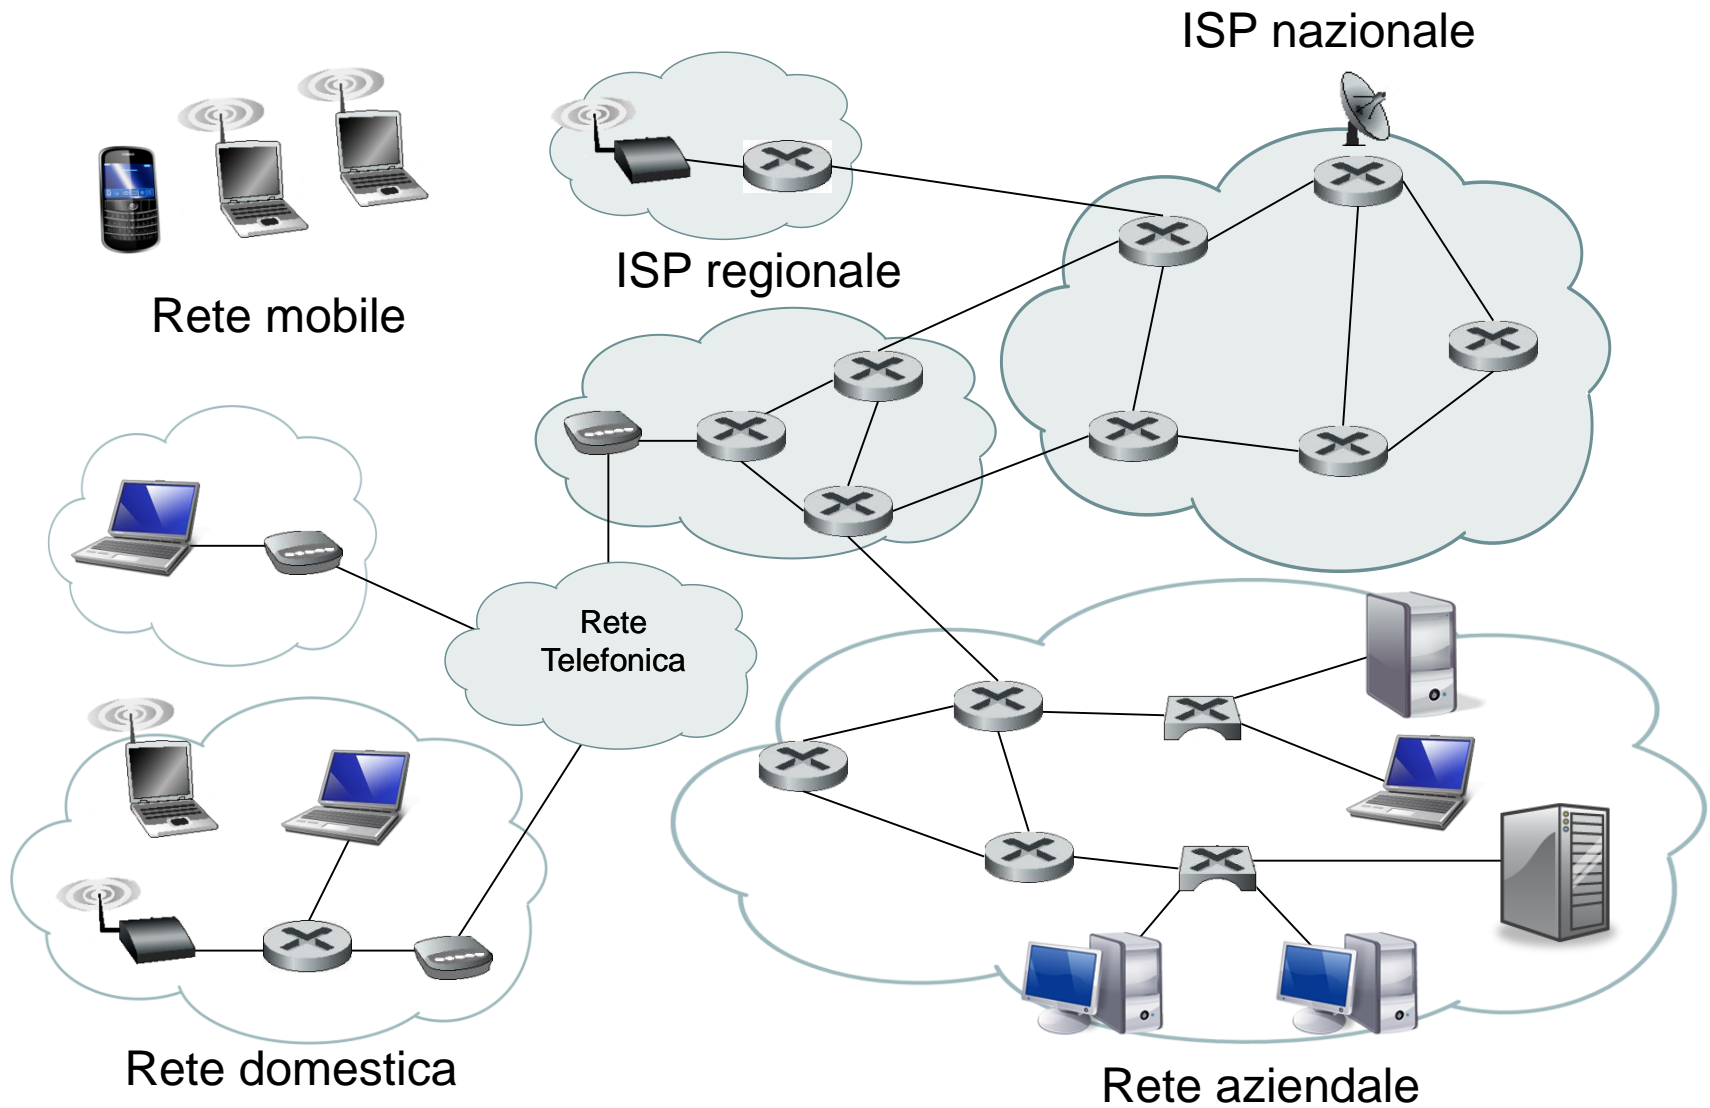 ISP nazionale
ISP regionale
Rete mobile
Rete
Telefonica
Rete domestica
Rete aziendale